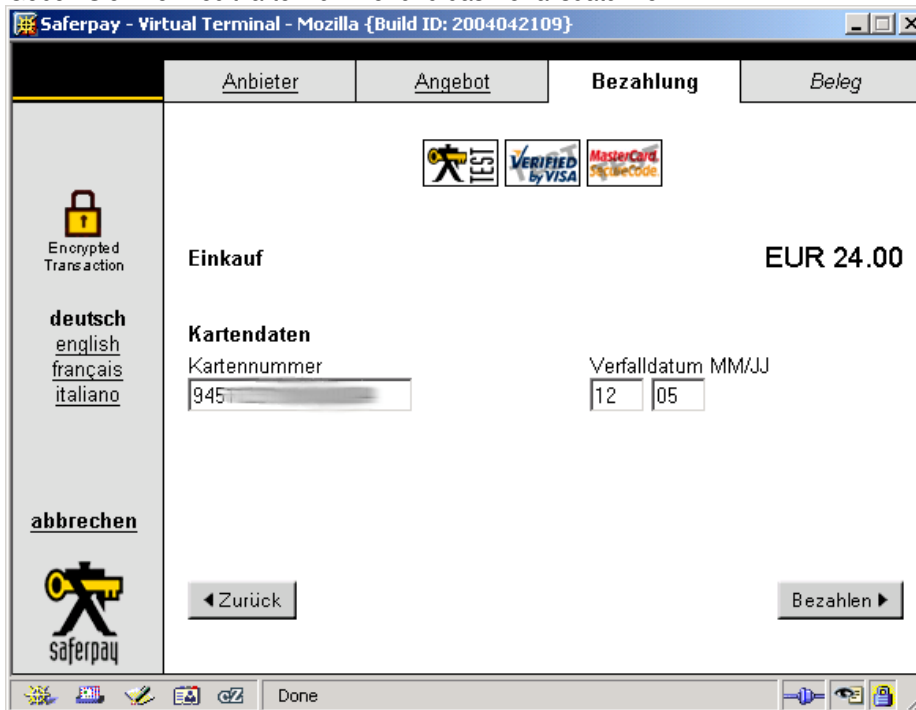 Saferpay - Virtual Terminal - Mozilla {Build ID: 2004042109}
Anbieter Angebot Bezahlung Beleg
TEST VERIFIED by VISA MasterCard. SecureCode.
Encrypted Transaction
Einkauf EUR 24.00
deutsch
english
français
italiano
Kartendaten
Kartennummer Verfalldatum MM/JJ
945 12 05
abbrechen
Zurück Bezahlen
saferpay
Done